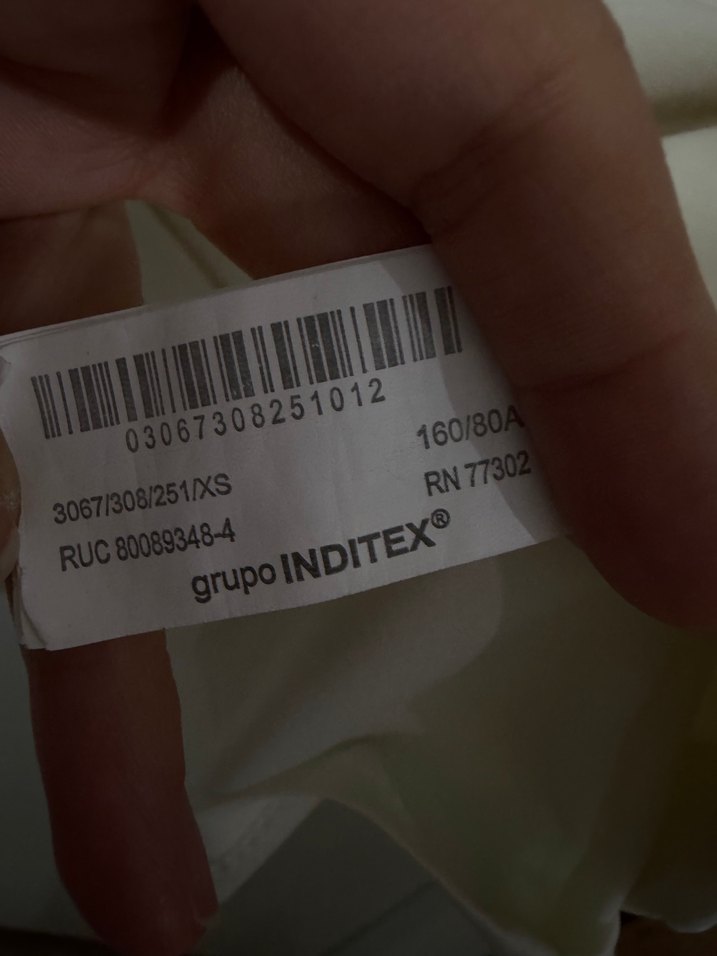 03067308251012
160/80A
3067/308/251/XS
RN 77302
RUC 80089348-4
grupo INDITEX®